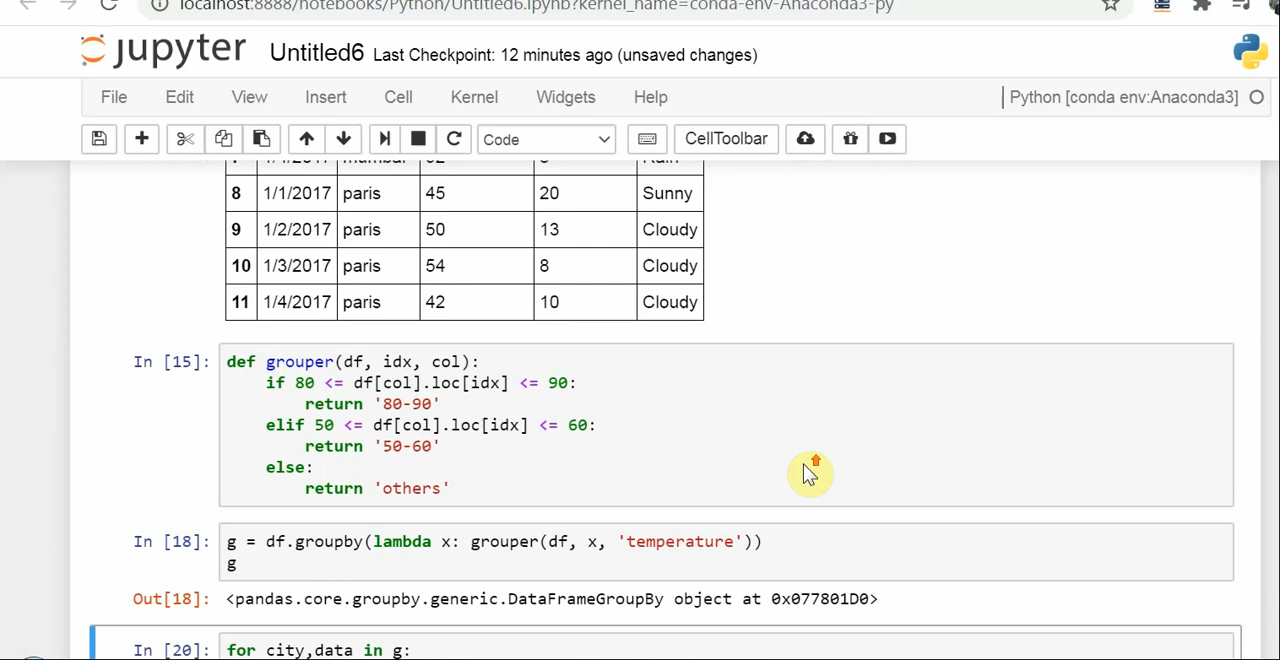 localhost:8888/notebooks/Python/Untitled6.ipynb?kernel_name=conda-env-Anaconda3-py
jupyter Untitled6 Last Checkpoint: 12 minutes ago (unsaved changes)
File Edit View Insert Cell Kernel Widgets Help Python [conda env:Anaconda3]
Code CellToolbar
8 1/1/2017 paris 45 20 Sunny
9 1/2/2017 paris 50 13 Cloudy
10 1/3/2017 paris 54 8 Cloudy
11 1/4/2017 paris 42 10 Cloudy
In [15]: def grouper(df, idx, col):
if 80 <= df[col].loc[idx] <= 90:
return '80-90'
elif 50 <= df[col].loc[idx] <= 60:
return '50-60'
else:
return 'others'
In [18]: g = df.groupby(lambda x: grouper(df, x, 'temperature'))
g
Out[18]: <pandas.core.groupby.generic.DataFrameGroupBy object at 0x077801D0>
In [20]: for city,data in g: